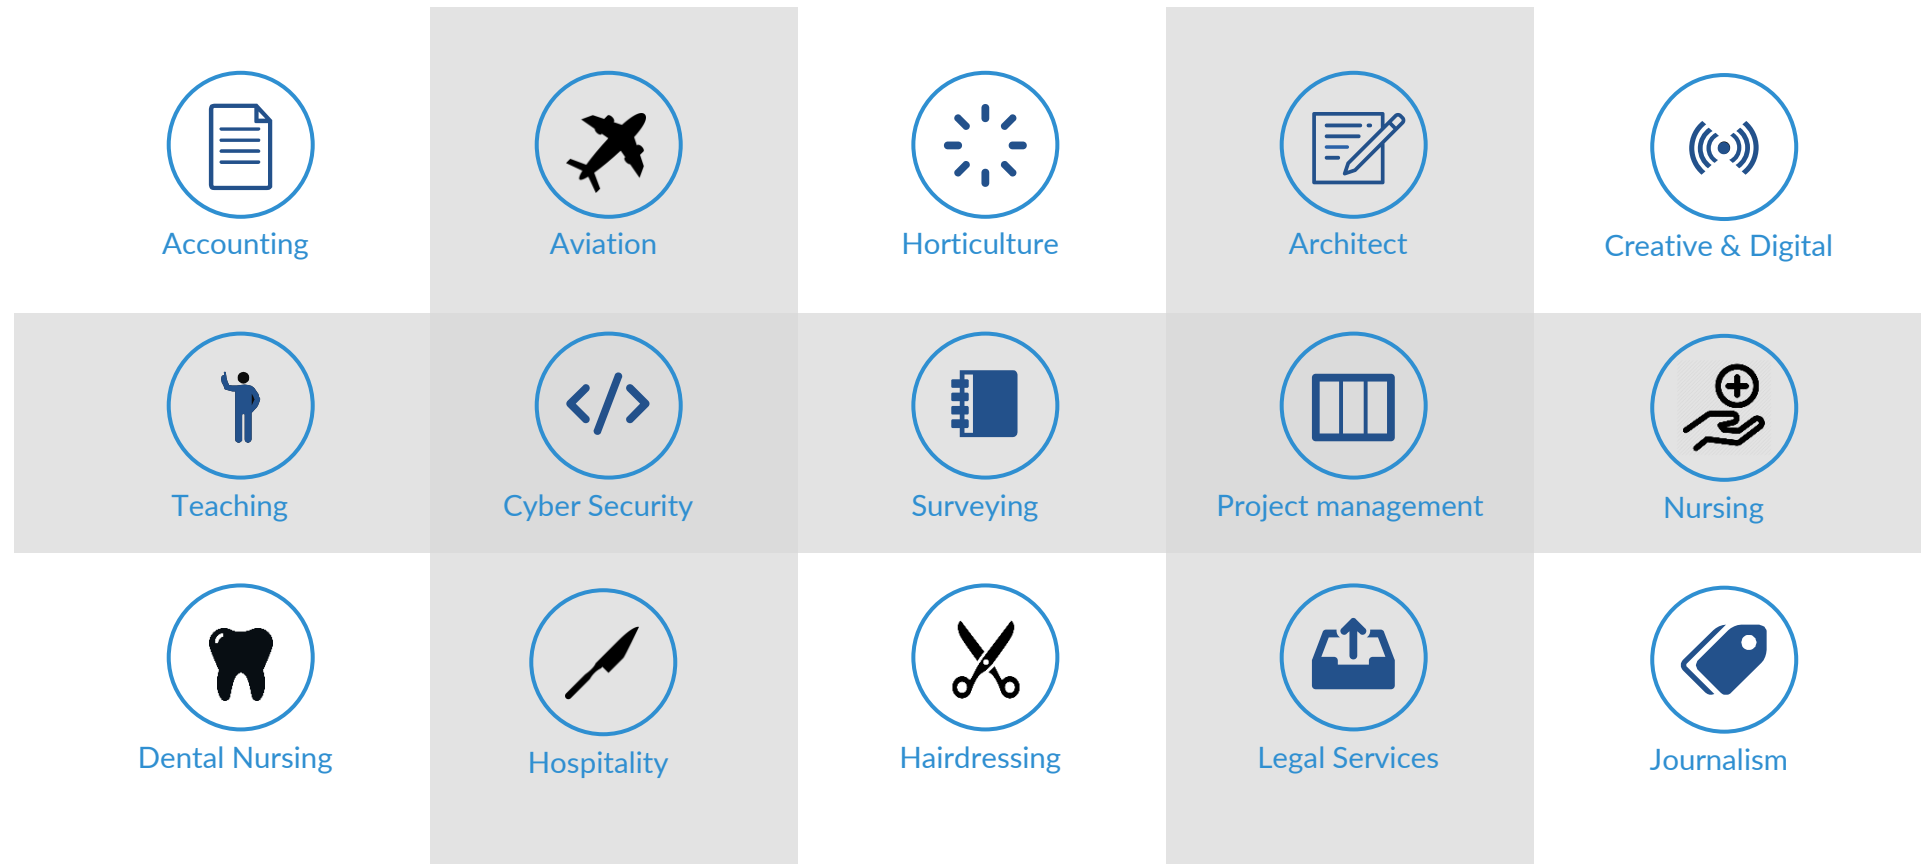 Accounting
Aviation
Horticulture
Architect
Creative & Digital
Teaching
Cyber Security
Surveying
Project management
Nursing
Dental Nursing
Hospitality
Hairdressing
Legal Services
Journalism